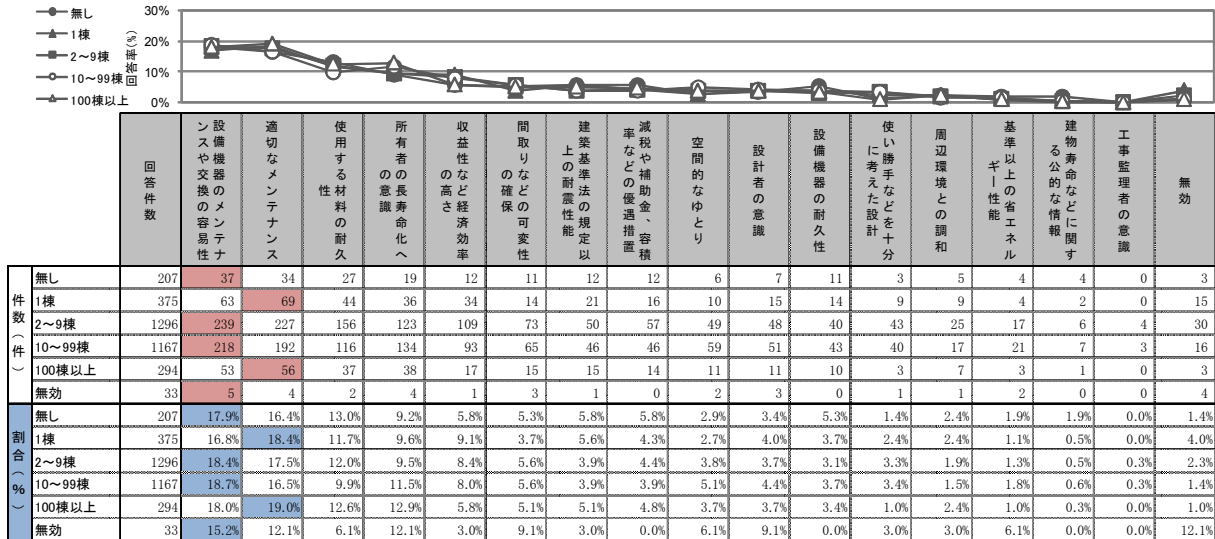 無し
1棟
2～9棟
10～99棟
100棟以上
回答率(%)
30%
20%
10%
0%
回答件数
設備機器のメンテナンスや交換の容易性
適切なメンテナンス
使用する材料の耐久性
所有者の長寿命化への意識
収益性など経済効率の高さ
間取りなどの可変性の確保
建築基準法の規定以上の耐震性能
減税や補助金、容積率などの優遇措置
空間的なゆとり
設計者の意識
設備機器の耐久性
使い勝手などを十分に考えた設計
周辺環境との調和
基準以上の省エネルギー性能
建物寿命などに関する公的な情報
工事監理者の意識
無効
件数（件）
無し 207 37 34 27 19 12 11 12 12 6 7 11 3 5 4 4 0 3
1棟 375 63 69 44 36 34 14 21 16 10 15 14 9 9 4 2 0 15
2～9棟 1296 239 227 156 123 109 73 50 57 49 48 40 43 25 17 6 4 30
10～99棟 1167 218 192 116 134 93 65 46 46 59 51 43 40 17 21 7 3 16
100棟以上 294 53 56 37 38 17 15 15 14 11 11 10 3 7 3 1 0 3
無効 33 5 4 2 4 1 3 1 0 2 3 0 1 1 2 0 0 4
割合（%）
無し 207 17.9% 16.4% 13.0% 9.2% 5.8% 5.3% 5.8% 5.8% 2.9% 3.4% 5.3% 1.4% 2.4% 1.9% 1.9% 0.0% 1.4%
1棟 375 16.8% 18.4% 11.7% 9.6% 9.1% 3.7% 5.6% 4.3% 2.7% 4.0% 3.7% 2.4% 2.4% 1.1% 0.5% 0.0% 4.0%
2～9棟 1296 18.4% 17.5% 12.0% 9.5% 8.4% 5.6% 3.9% 4.4% 3.8% 3.7% 3.1% 3.3% 1.9% 1.3% 0.5% 0.3% 2.3%
10～99棟 1167 18.7% 16.5% 9.9% 11.5% 8.0% 5.6% 3.9% 3.9% 5.1% 4.4% 3.7% 3.4% 1.5% 1.8% 0.6% 0.3% 1.4%
100棟以上 294 18.0% 19.0% 12.6% 12.9% 5.8% 5.1% 5.1% 4.8% 3.7% 3.7% 3.4% 1.0% 2.4% 1.0% 0.3% 0.0% 1.0%
無効 33 15.2% 12.1% 6.1% 12.1% 3.0% 9.1% 3.0% 0.0% 6.1% 9.1% 0.0% 3.0% 3.0% 6.1% 0.0% 0.0% 12.1%